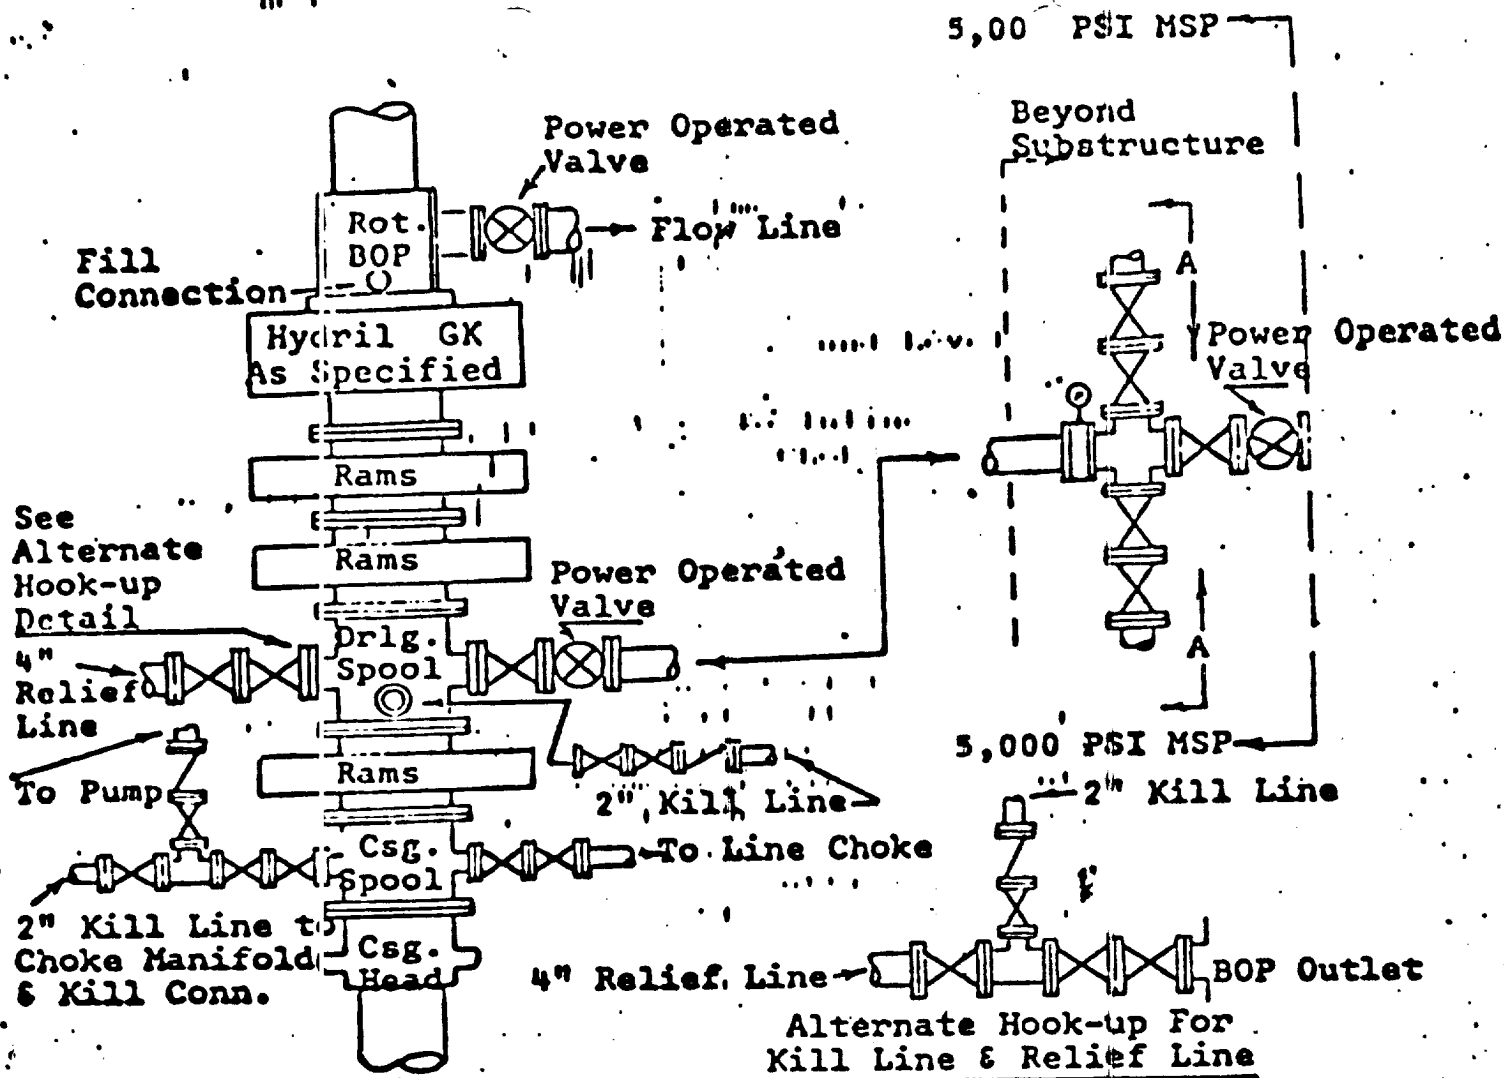 5,00 PSI MSP
Beyond
Substructure
Power Operated
Valve
Rot.
BOP
Flow Line
Fill
Connection
A
Hydril GK
As Specified
Power Operated
Valve
Rams
See
Alternate
Hook-up
Detail
Rams
Power Operated
Valve
4"
Relief
Line
Drlg.
Spool
A
5,000 PSI MSP
To Pump
Rams
2" Kill Line
2" Kill Line
Csg.
Spool
To Line Choke
2" Kill Line to
Choke Manifold
& Kill Conn.
Csg.
Head
4" Relief Line
BOP Outlet
Alternate Hook-up For
Kill Line & Relief Line